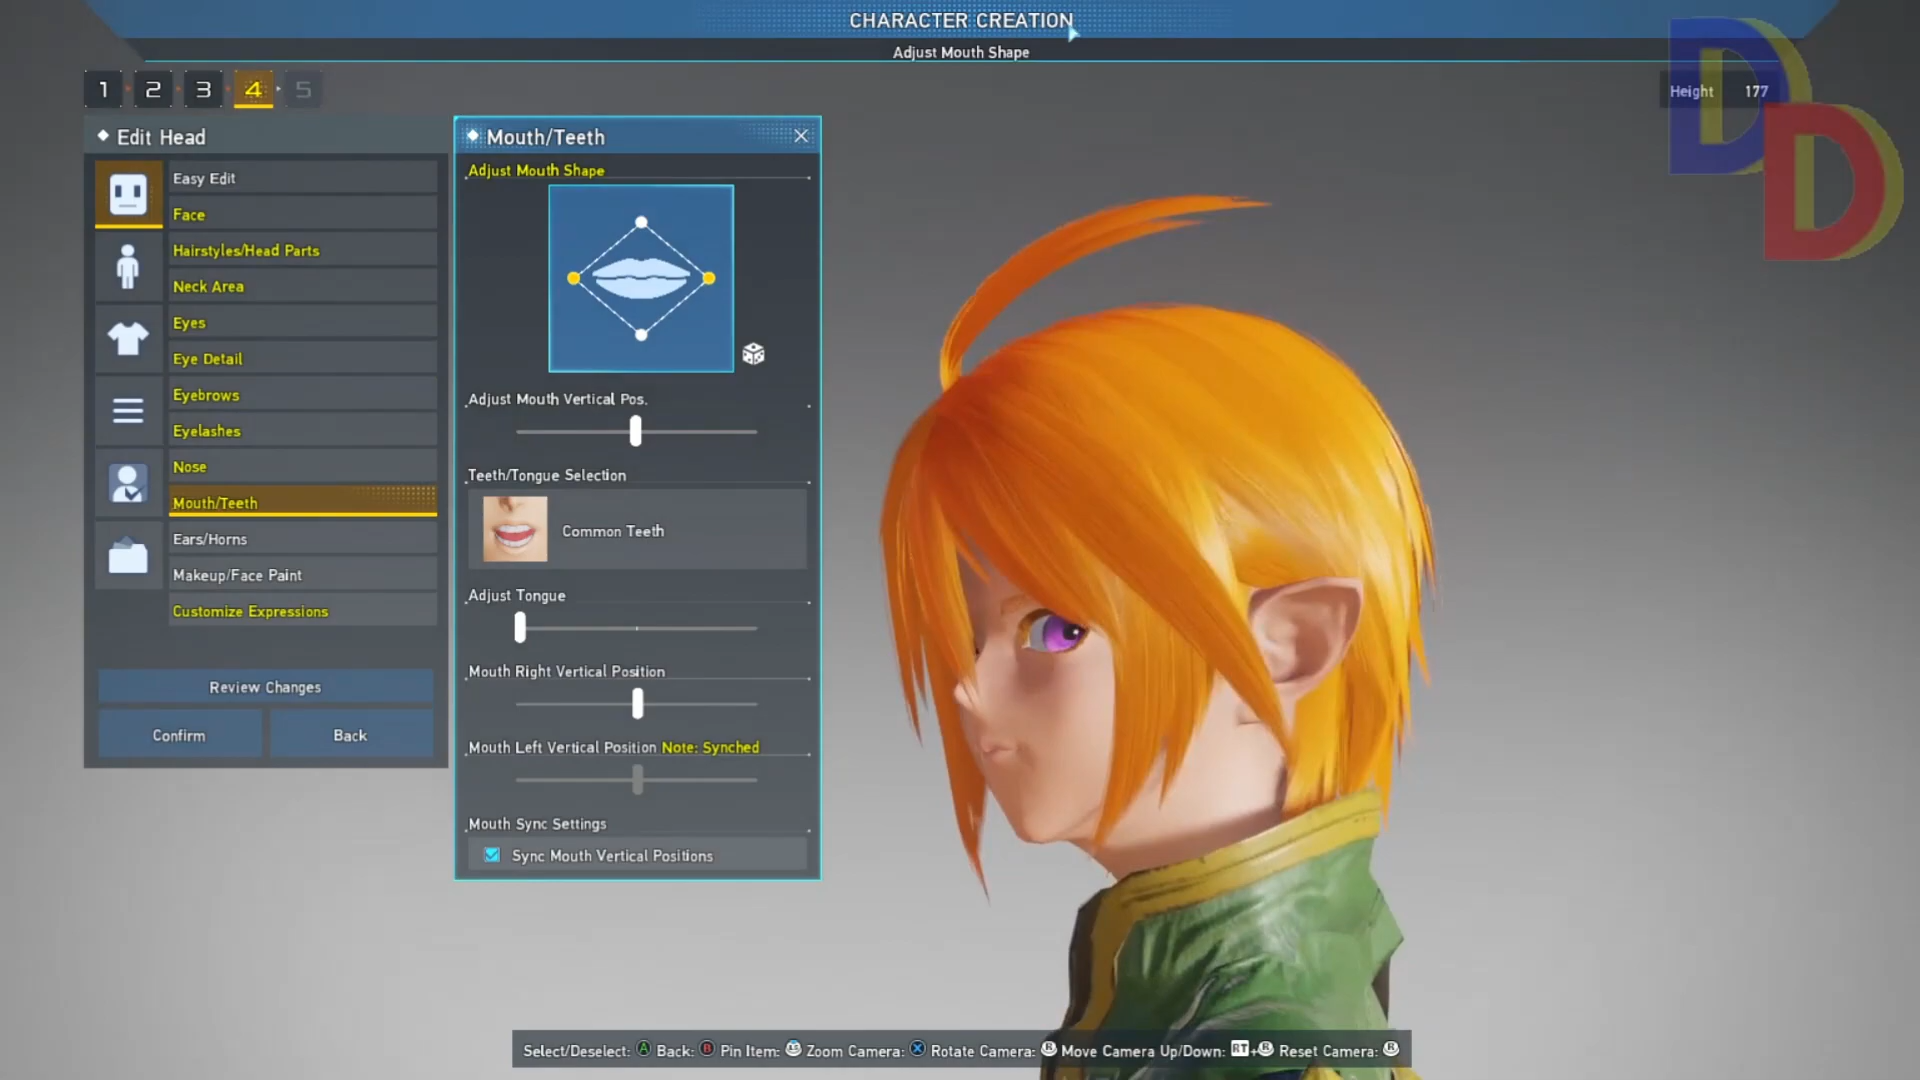 CHARACTER CREATION
Adjust Mouth Shape
1 2 3 4 5
Height 177
DD
Edit Head
Easy Edit
Face
Hairstyles/Head Parts
Neck Area
Eyes
Eye Detail
Eyebrows
Eyelashes
Nose
Mouth/Teeth
Ears/Horns
Makeup/Face Paint
Customize Expressions
Review Changes
Confirm Back
Mouth/Teeth
Adjust Mouth Shape
Adjust Mouth Vertical Pos.
Teeth/Tongue Selection
Common Teeth
Adjust Tongue
Mouth Right Vertical Position
Mouth Left Vertical Position Note: Synched
Mouth Sync Settings
Sync Mouth Vertical Positions
Select/Deselect: A Back: B Pin Item: Zoom Camera: X Rotate Camera: R Move Camera Up/Down: RT+R Reset Camera: R